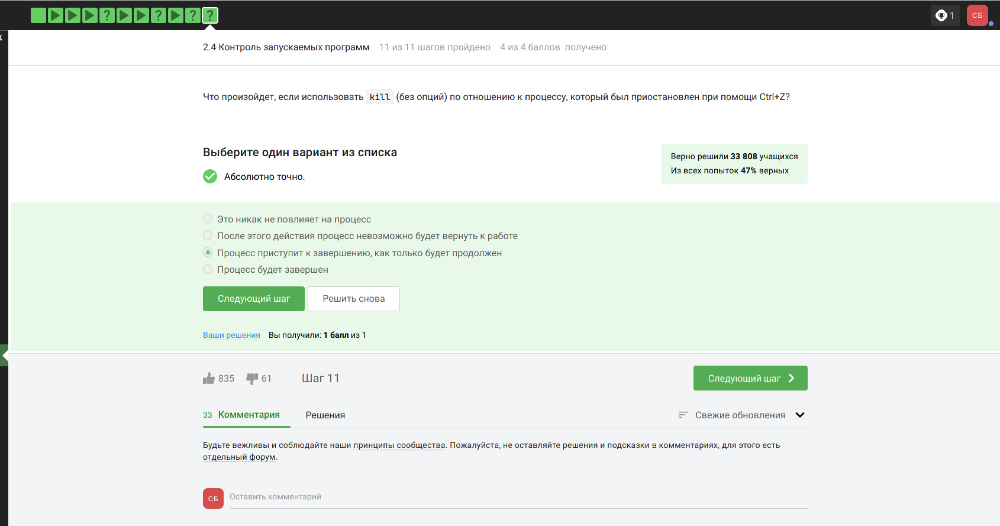 ? ? ? ?
1
СБ
2.4 Контроль запускаемых программ 11 из 11 шагов пройдено 4 из 4 баллов получено
Что произойдет, если использовать kill (без опций) по отношению к процессу, который был приостановлен при помощи Ctrl+Z?
Выберите один вариант из списка
Абсолютно точно.
Верно решили 33 808 учащихся
Из всех попыток 47% верных
Это никак не повлияет на процесс
После этого действия процесс невозможно будет вернуть к работе
Процесс приступит к завершению, как только будет продолжен
Процесс будет завершен
Следующий шаг Решить снова
Ваши решения Вы получили: 1 балл из 1
835 61 Шаг 11 Следующий шаг
33 Комментария Решения Свежие обновления
Будьте вежливы и соблюдайте наши принципы сообщества. Пожалуйста, не оставляйте решения и подсказки в комментариях, для этого есть
отдельный форум.
СБ Оставить комментарий